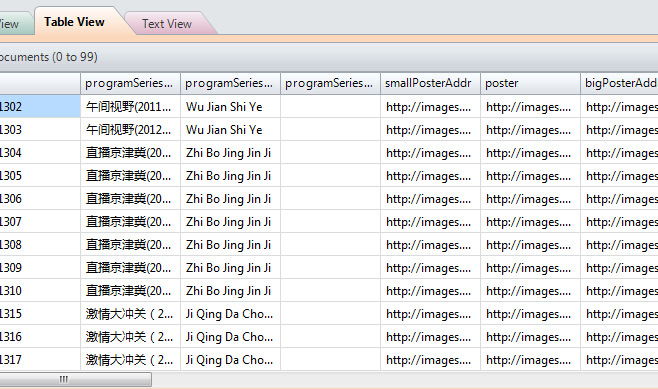 View Table View Text View
ocuments (0 to 99)
programSeries... programSeries... programSeries... smallPosterAddr poster bigPosterAdd
1302 午间视野(2011... Wu Jian Shi Ye http://images.... http://images.... http://images.
1303 午间视野(2012... Wu Jian Shi Ye http://images.... http://images.... http://images.
1304 直播京津冀(20... Zhi Bo Jing Jin Ji http://images.... http://images.... http://images.
1305 直播京津冀(20... Zhi Bo Jing Jin Ji http://images.... http://images.... http://images.
1306 直播京津冀(20... Zhi Bo Jing Jin Ji http://images.... http://images.... http://images.
1307 直播京津冀(20... Zhi Bo Jing Jin Ji http://images.... http://images.... http://images.
1308 直播京津冀(20... Zhi Bo Jing Jin Ji http://images.... http://images.... http://images.
1309 直播京津冀(20... Zhi Bo Jing Jin Ji http://images.... http://images.... http://images.
1310 直播京津冀(20... Zhi Bo Jing Jin Ji http://images.... http://images.... http://images.
1315 激情大冲关（2... Ji Qing Da Cho... http://images.... http://images.... http://images.
1316 激情大冲关（2... Ji Qing Da Cho... http://images.... http://images.... http://images.
1317 激情大冲关（2... Ji Qing Da Cho... http://images.... http://images.... http://images.